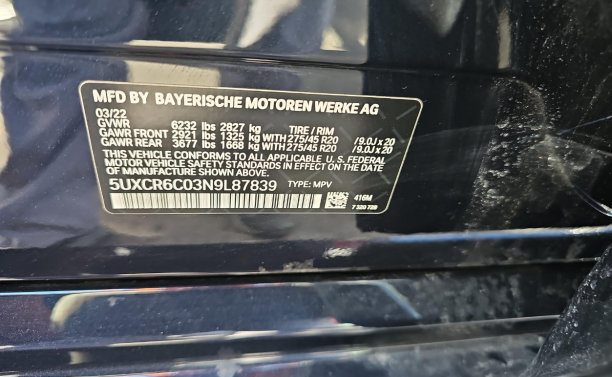 MFD BY BAYERISCHE MOTOREN WERKE AG
03/22
GVWR 6232 lbs 2827 kg TIRE / RIM
GAWR FRONT 2921 lbs 1325 kg WITH 275/45 R20 /9.0J x 20
GAWR REAR 3677 lbs 1668 kg WITH 275/45 R20 /9.0J x 20
THIS VEHICLE CONFORMS TO ALL APPLICABLE U. S. FEDERAL
MOTOR VEHICLE SAFETY STANDARDS IN EFFECT ON THE DATE
OF MANUFACTURE SHOWN ABOVE.
5UXCR6C03N9L87839 TYPE: MPV
416M
7 320 729